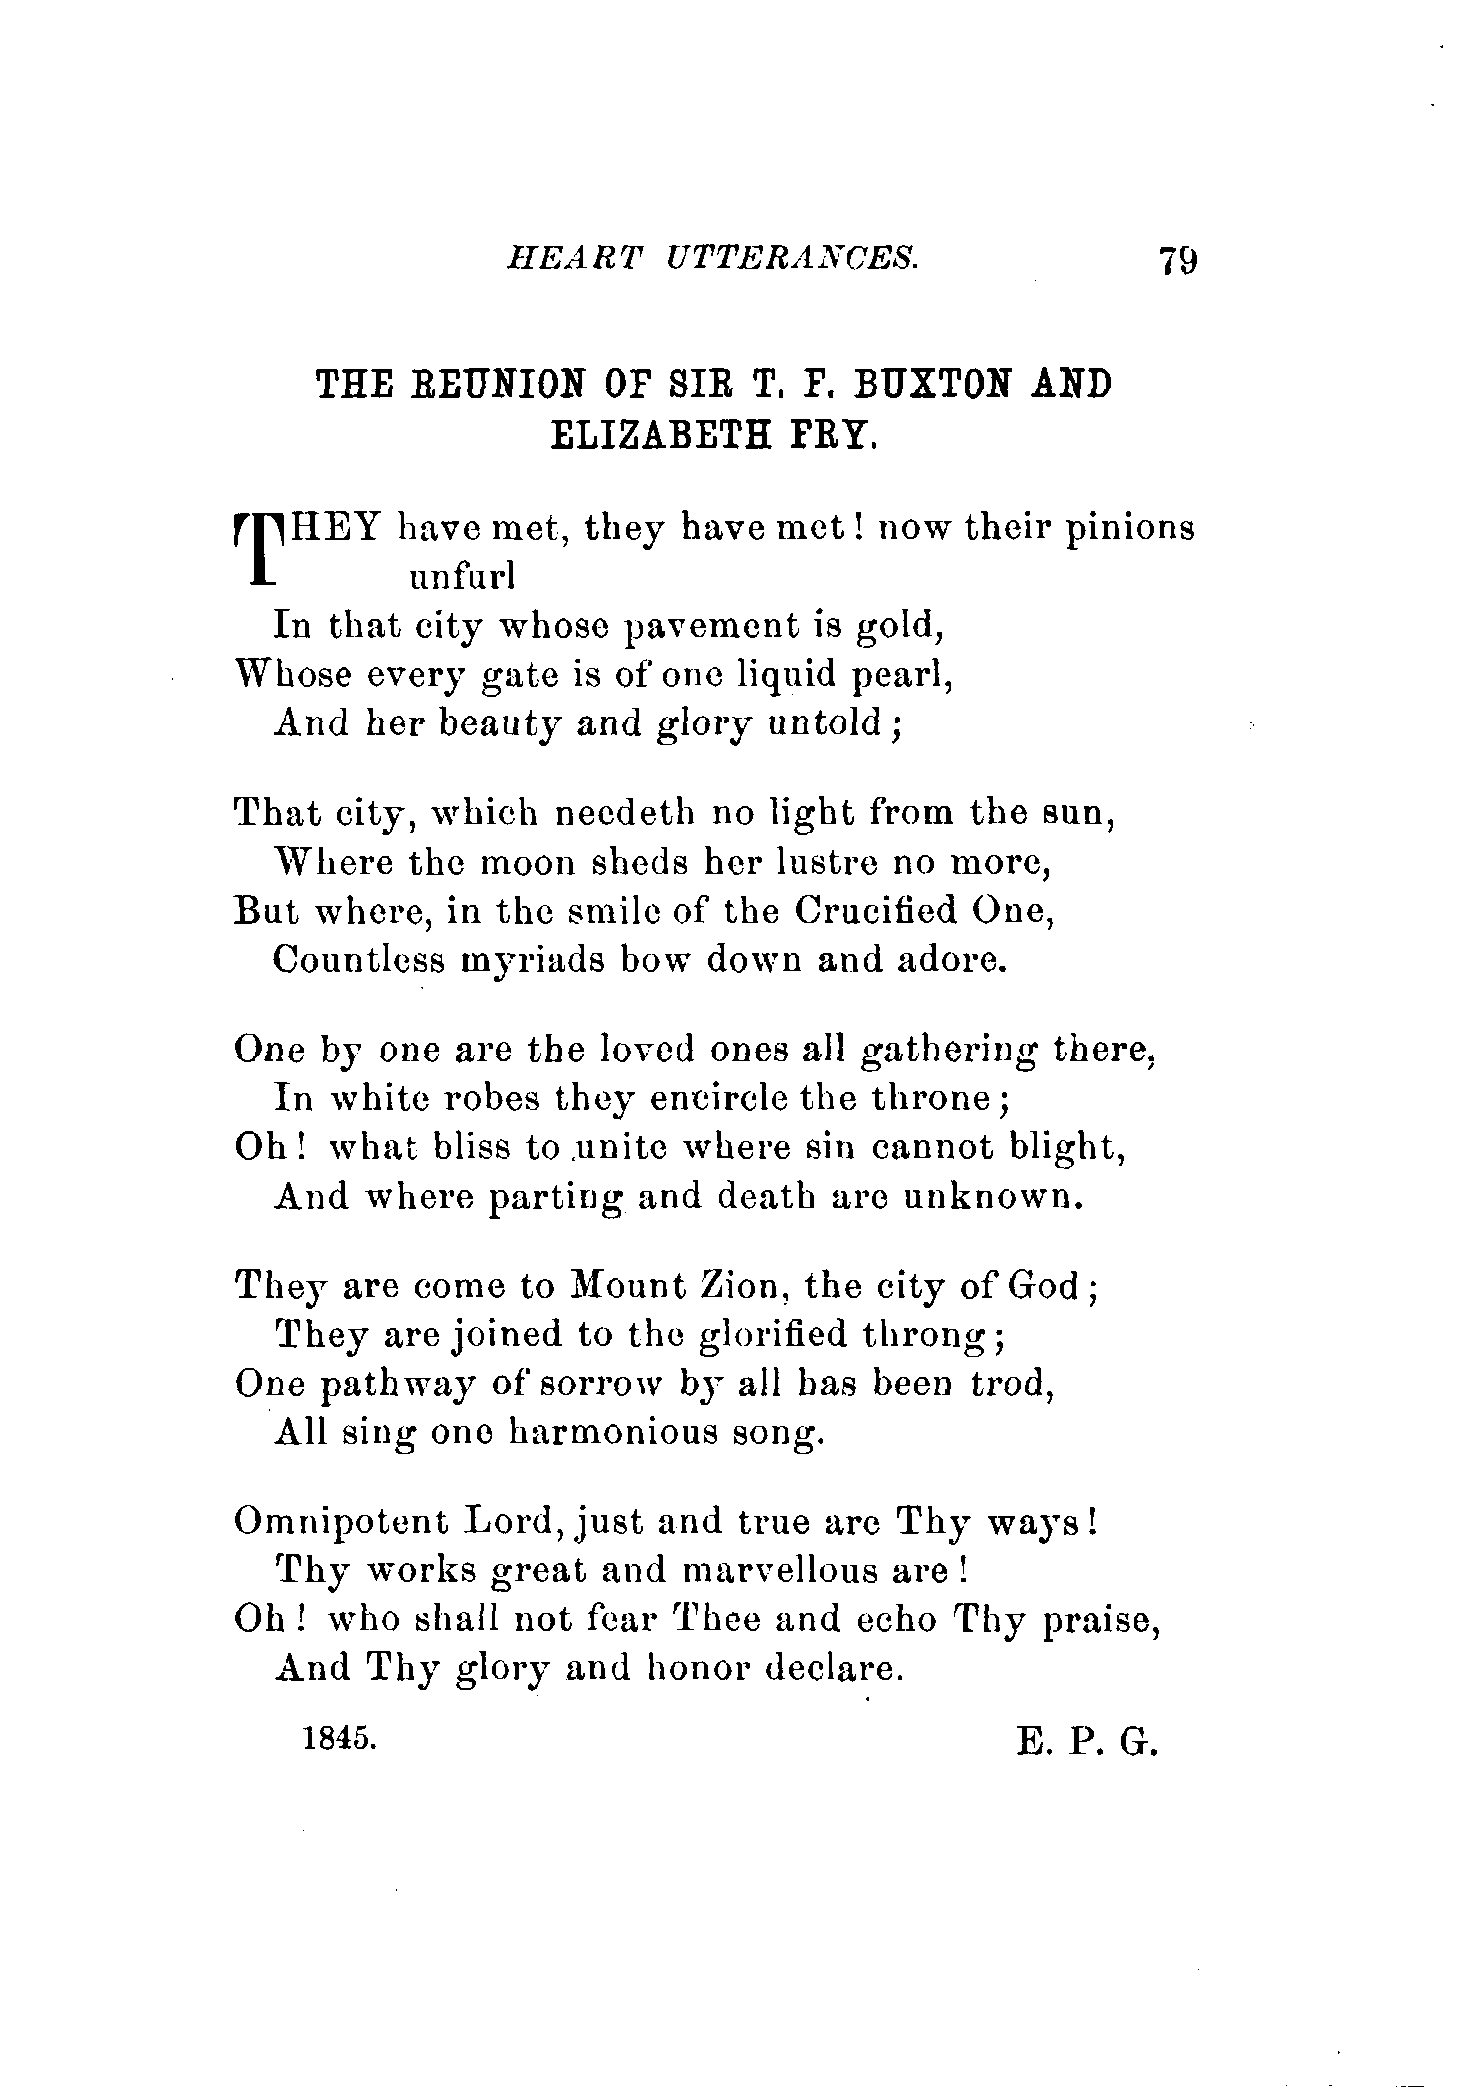 HEART UTTERANCES. 79
THE REUNION OF SIR T. F. BUXTON AND
ELIZABETH FRY.
THEY have met, they have met! now their pinions
unfurl
In that city whose pavement is gold,
Whose every gate is of one liquid pearl,
And her beauty and glory untold;
That city, which needeth no light from the sun,
Where the moon sheds her lustre no more,
But where, in the smile of the Crucified One,
Countless myriads bow down and adore.
One by one are the loved ones all gathering there,
In white robes they encircle the throne;
Oh! what bliss to unite where sin cannot blight,
And where parting and death are unknown.
They are come to Mount Zion, the city of God;
They are joined to the glorified throng;
One pathway of sorrow by all has been trod,
All sing one harmonious song.
Omnipotent Lord, just and true are Thy ways!
Thy works great and marvellous are!
Oh! who shall not fear Thee and echo Thy praise,
And Thy glory and honor declare.
1845. E. P. G.